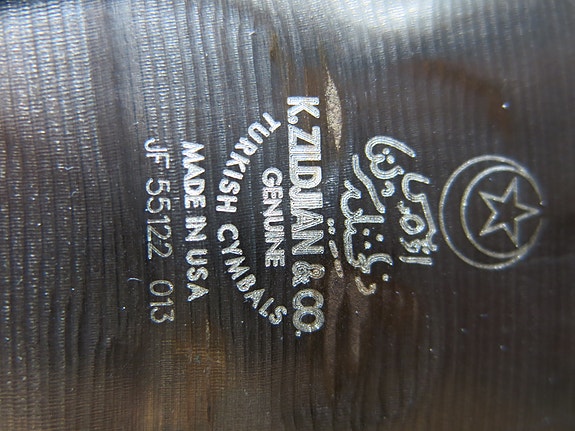 K.ZILDJIAN & CO.
GENUINE
TURKISH CYMBALS
MADE IN USA
JF 55122 013